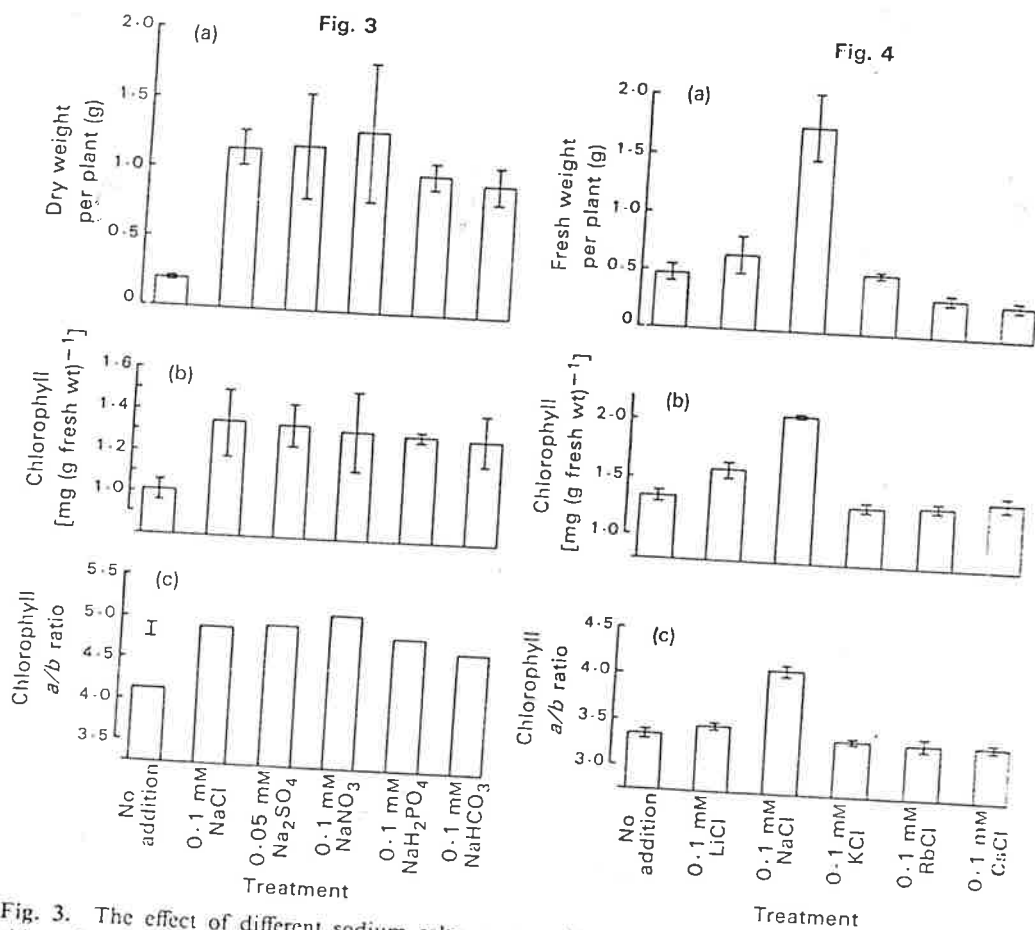 Fig. 3
(a)
Dry weight
per plant (g)
2·0
1·5
1·0
0·5
0
(b)
Chlorophyll
[mg (g fresh wt)−1]
1·6
1·4
1·2
1·0
(c)
Chlorophyll
a/b ratio
5·5
5·0
4·5
4·0
3·5
No
addition
0·1 mM
NaCl
0·05 mM
Na2SO4
0·1 mM
NaNO3
0·1 mM
NaH2PO4
0·1 mM
NaHCO3
Treatment
Fig. 4
(a)
Fresh weight
per plant (g)
2·0
1·5
1·0
0·5
0
(b)
Chlorophyll
[mg (g fresh wt)−1]
2·0
1·5
1·0
(c)
Chlorophyll
a/b ratio
4·5
4·0
3·5
3·0
No
addition
0·1 mM
LiCl
0·1 mM
NaCl
0·1 mM
KCl
0·1 mM
RbCl
0·1 mM
CsCl
Treatment
Fig. 3. The effect of different sodium